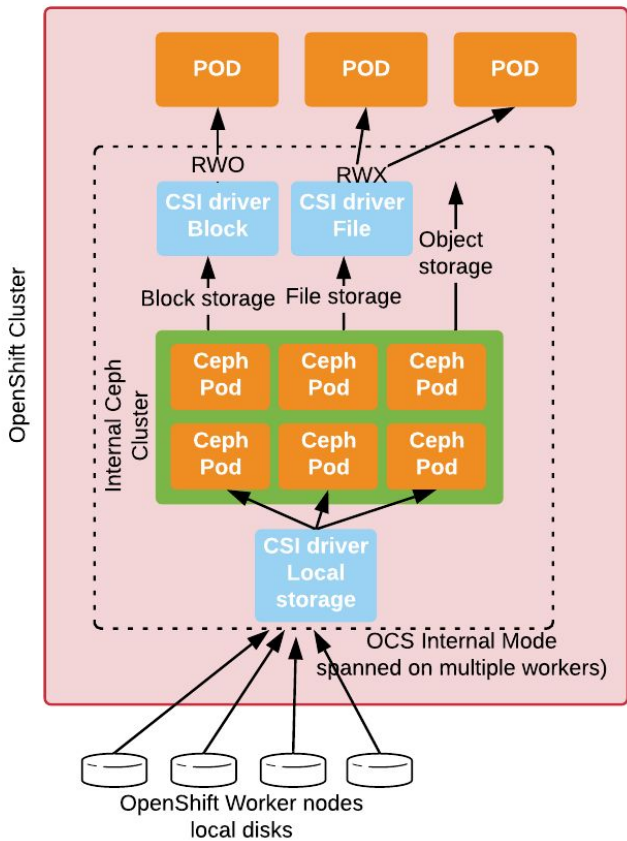 POD
POD
POD
RWO
RWX
CSI driver
Block
CSI driver
File
Object
storage
Block storage
File storage
OpenShift Cluster
Internal Ceph
Cluster
Ceph
Pod
Ceph
Pod
Ceph
Pod
Ceph
Pod
Ceph
Pod
Ceph
Pod
CSI driver
Local
storage
OCS Internal Mode
spanned on multiple workers)
OpenShift Worker nodes
local disks